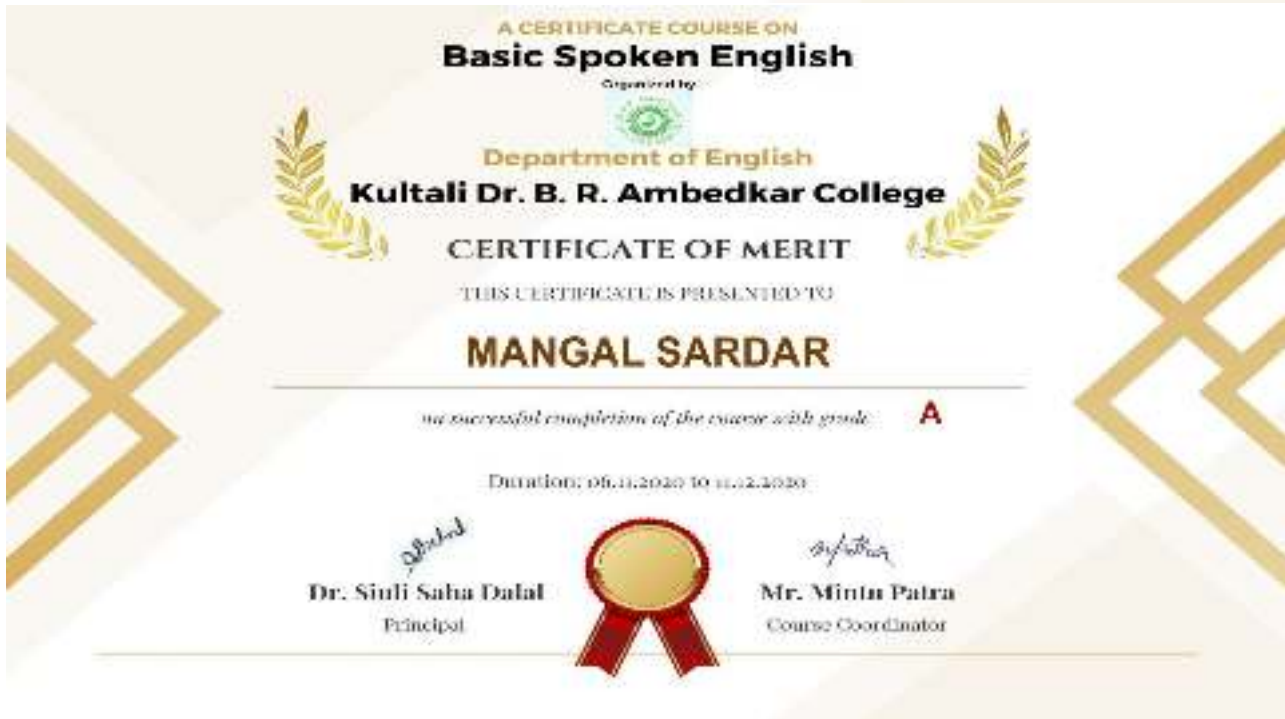 A CERTIFICATE COURSE ON
Basic Spoken English
Organized by
Department of English
Kultali Dr. B. R. Ambedkar College
CERTIFICATE OF MERIT
THIS CERTIFICATE IS PRESENTED TO
MANGAL SARDAR
on successful completion of the course with grade A
Duration: 06.11.2020 to 11.12.2020
Dr. Siuli Saha Dalal
Principal
Mr. Mintu Patra
Course Coordinator